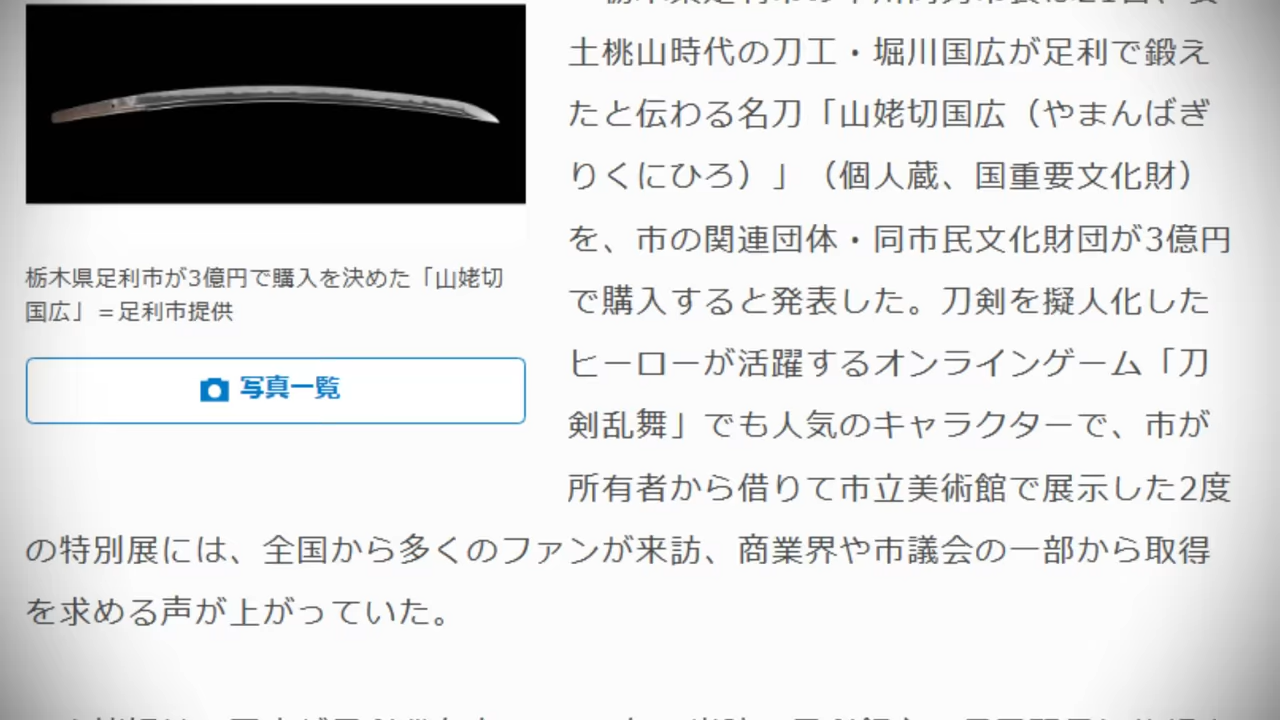 土桃山時代の刀工・堀川国広が足利で鍛え
たと伝わる名刀「山姥切国広（やまんばぎ
りくにひろ）」（個人蔵、国重要文化財）
を、市の関連団体・同市民文化財団が3億円
で購入すると発表した。刀剣を擬人化した
ヒーローが活躍するオンラインゲーム「刀
剣乱舞」でも人気のキャラクターで、市が
所有者から借りて市立美術館で展示した2度
の特別展には、全国から多くのファンが来訪、商業界や市議会の一部から取得
を求める声が上がっていた。
栃木県足利市が3億円で購入を決めた「山姥切
国広」＝足利市提供
写真一覧